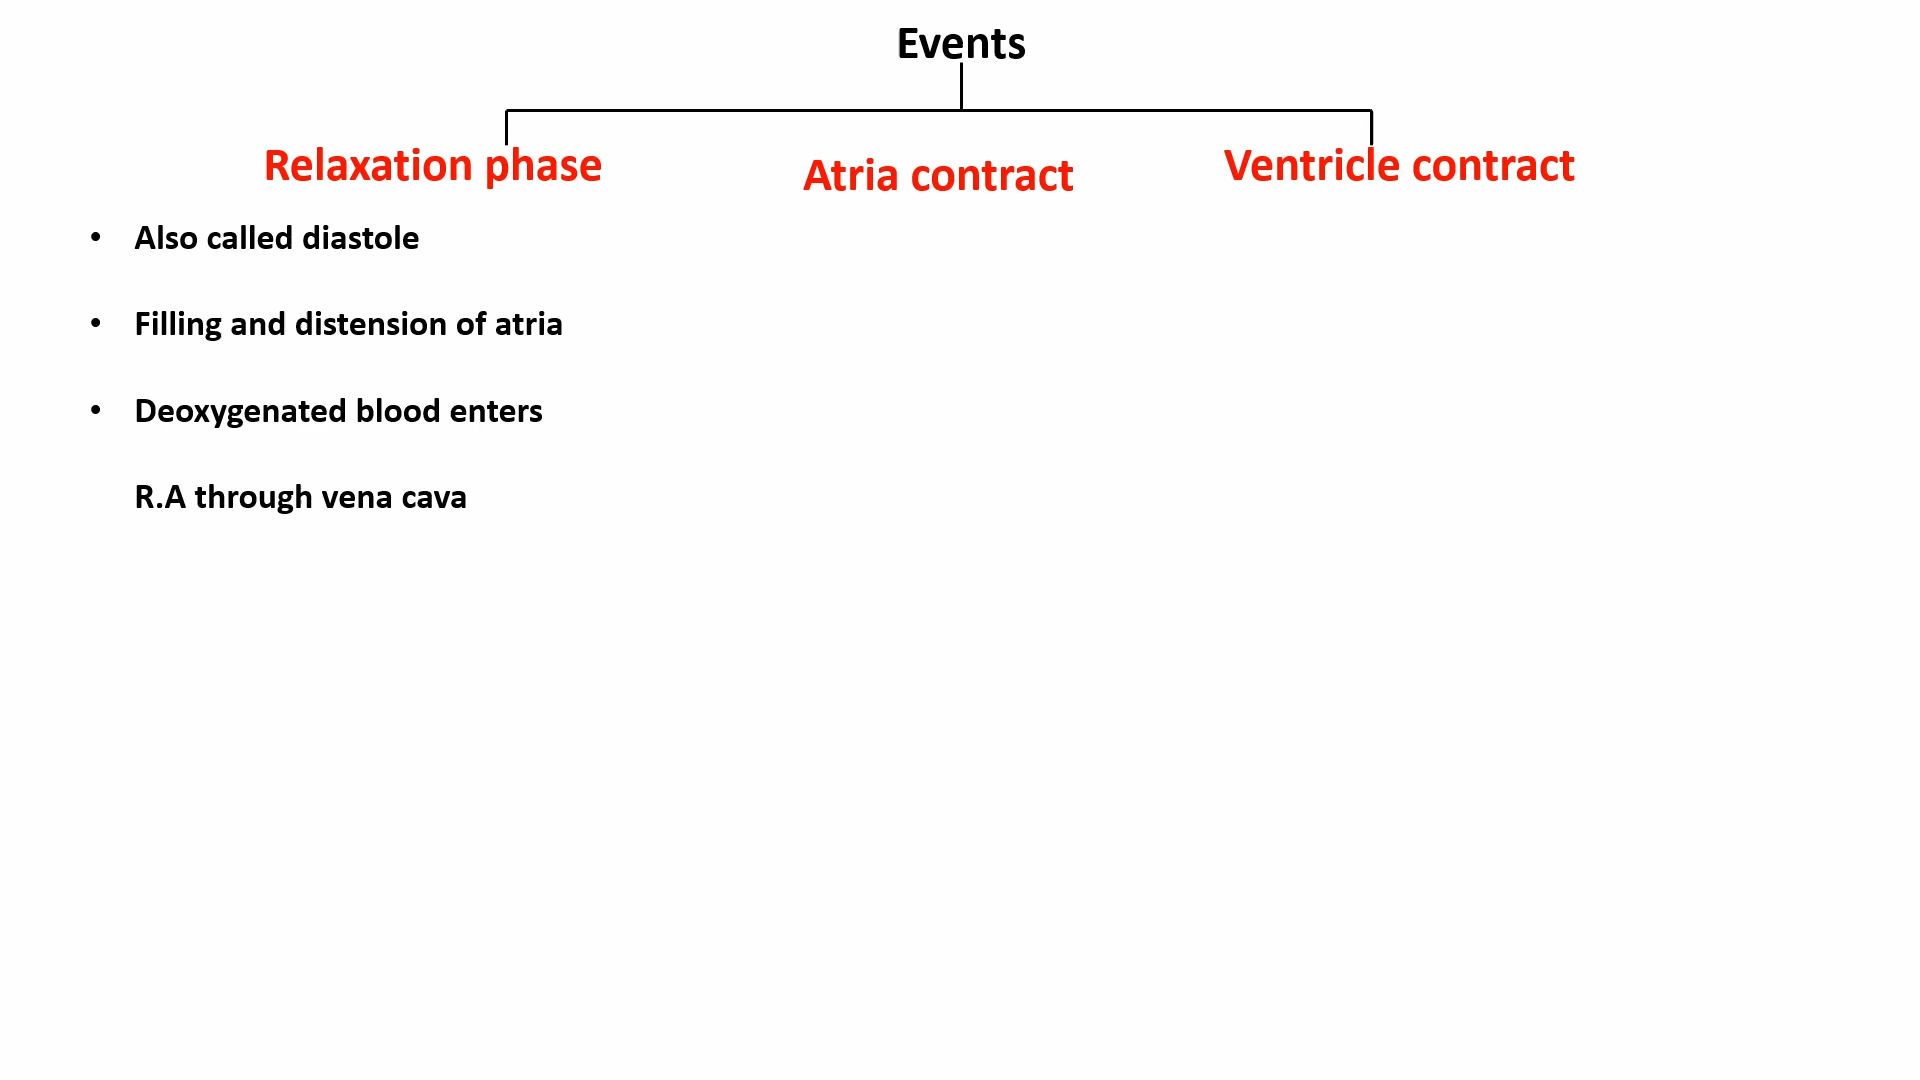 Events
Relaxation phase
Atria contract
Ventricle contract
• Also called diastole
• Filling and distension of atria
• Deoxygenated blood enters
R.A through vena cava